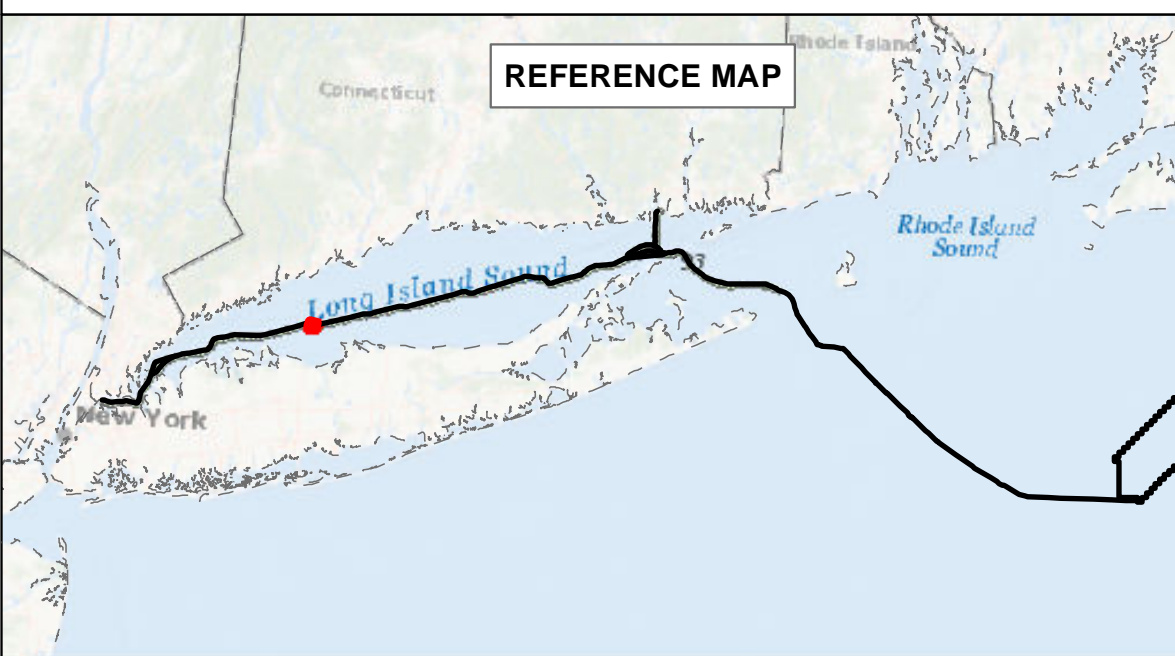 Rhode Island
REFERENCE MAP
Connecticut
Rhode Island
Sound
Long Island Sound
New York